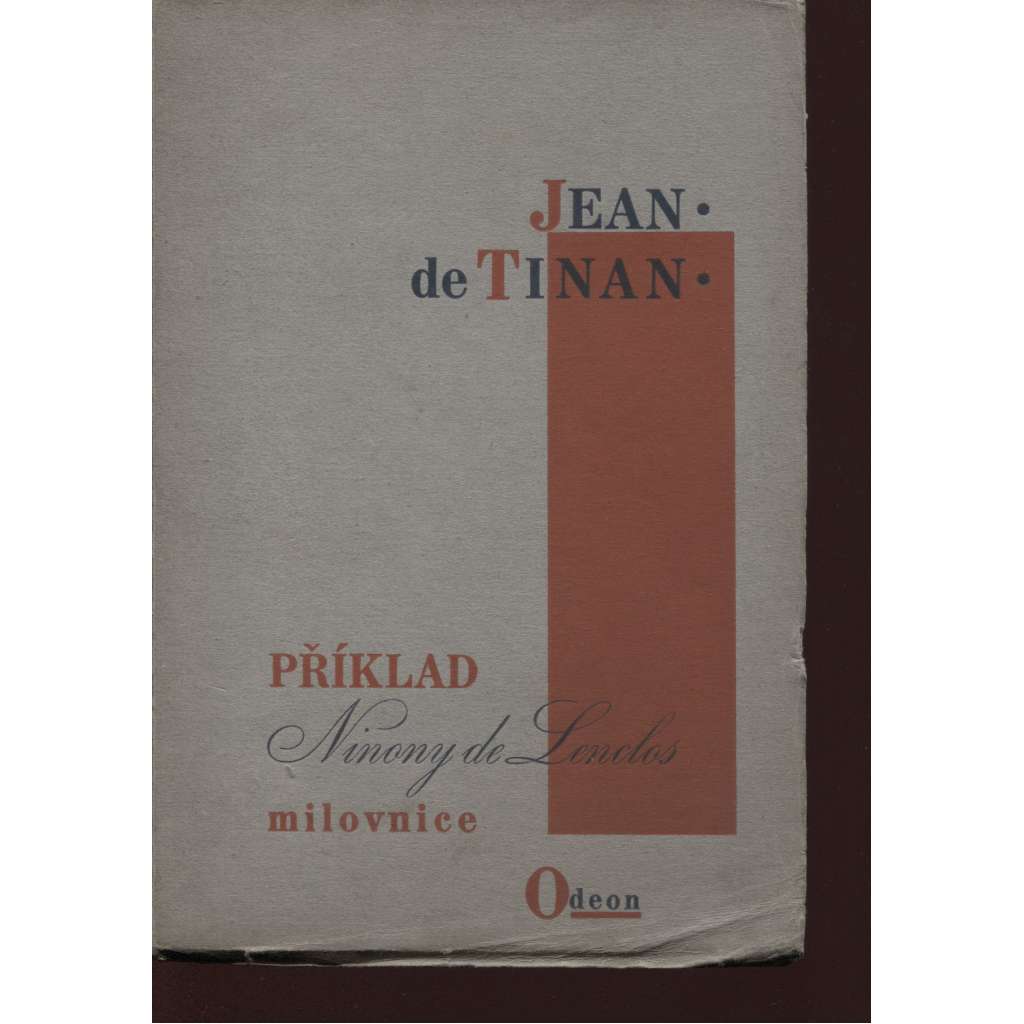 JEAN •
de TINAN •
PŘÍKLAD
Ninony de Lenclos
milovnice
Odeon